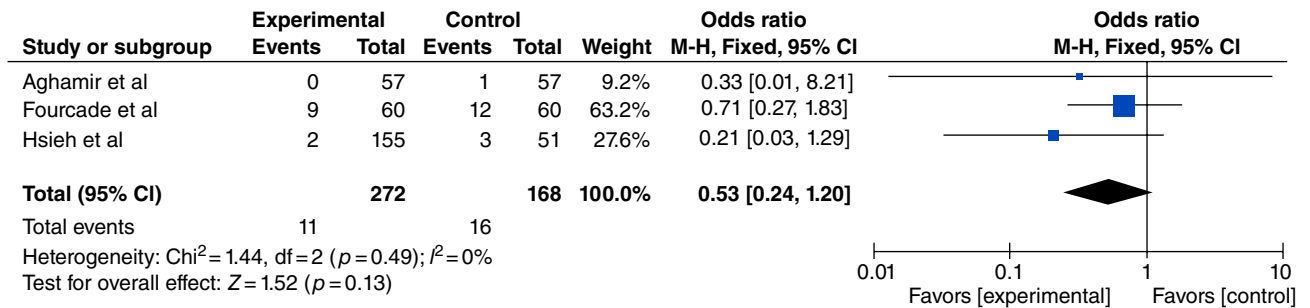 Experimental Control Odds ratio Odds ratio
Study or subgroup Events Total Events Total Weight M-H, Fixed, 95% CI M-H, Fixed, 95% CI
Aghamir et al 0 57 1 57 9.2% 0.33 [0.01, 8.21]
Fourcade et al 9 60 12 60 63.2% 0.71 [0.27, 1.83]
Hsieh et al 2 155 3 51 27.6% 0.21 [0.03, 1.29]
Total (95% CI) 272 168 100.0% 0.53 [0.24, 1.20]
Total events 11 16
Heterogeneity: Chi² = 1.44, df = 2 (p = 0.49); I² = 0%
Test for overall effect: Z = 1.52 (p = 0.13)
0.01 0.1 1 10
Favors [experimental] Favors [control]